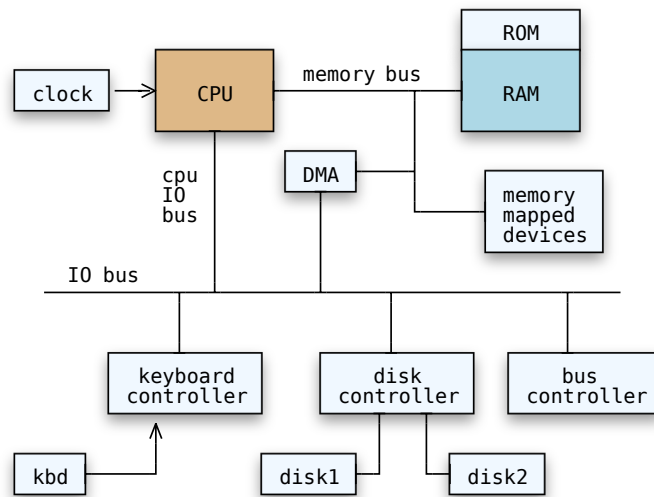 ROM
memory bus
clock
CPU
RAM
cpu
IO
bus
DMA
memory
mapped
devices
IO bus
keyboard
controller
disk
controller
bus
controller
kbd
disk1
disk2